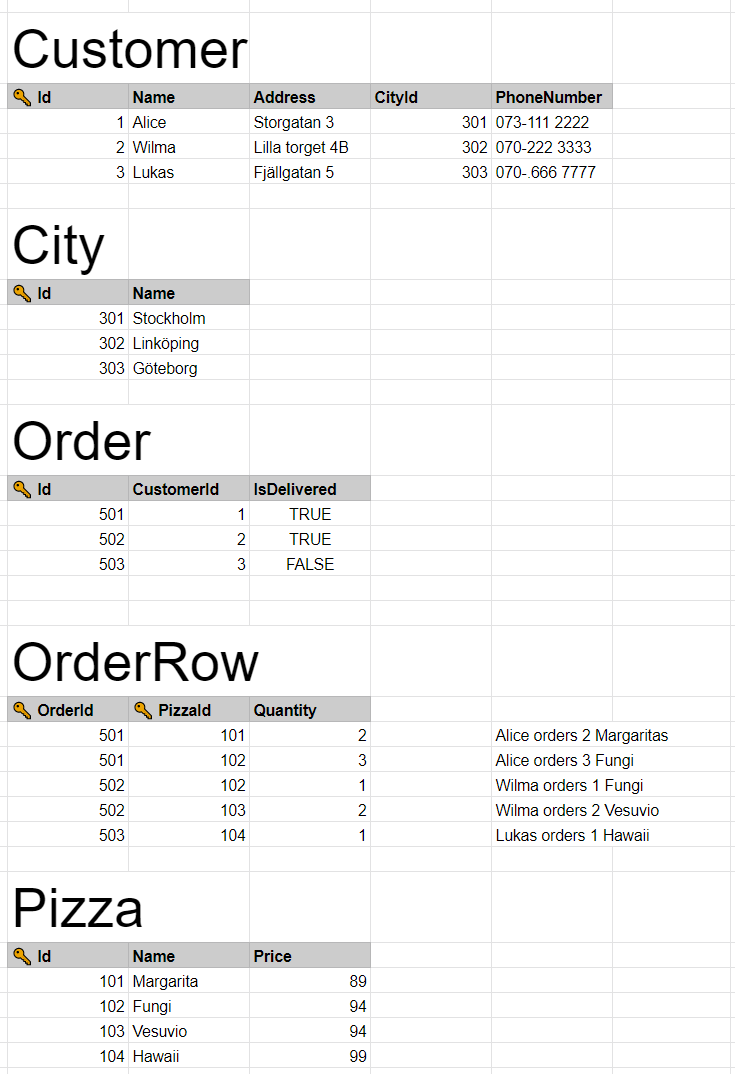 Customer
Id Name Address CityId PhoneNumber
1 Alice Storgatan 3 301 073-111 2222
2 Wilma Lilla torget 4B 302 070-222 3333
3 Lukas Fjällgatan 5 303 070-.666 7777
City
Id Name
301 Stockholm
302 Linköping
303 Göteborg
Order
Id CustomerId IsDelivered
501 1 TRUE
502 2 TRUE
503 3 FALSE
OrderRow
OrderId PizzaId Quantity
501 101 2 Alice orders 2 Margaritas
501 102 3 Alice orders 3 Fungi
502 102 1 Wilma orders 1 Fungi
502 103 2 Wilma orders 2 Vesuvio
503 104 1 Lukas orders 1 Hawaii
Pizza
Id Name Price
101 Margarita 89
102 Fungi 94
103 Vesuvio 94
104 Hawaii 99